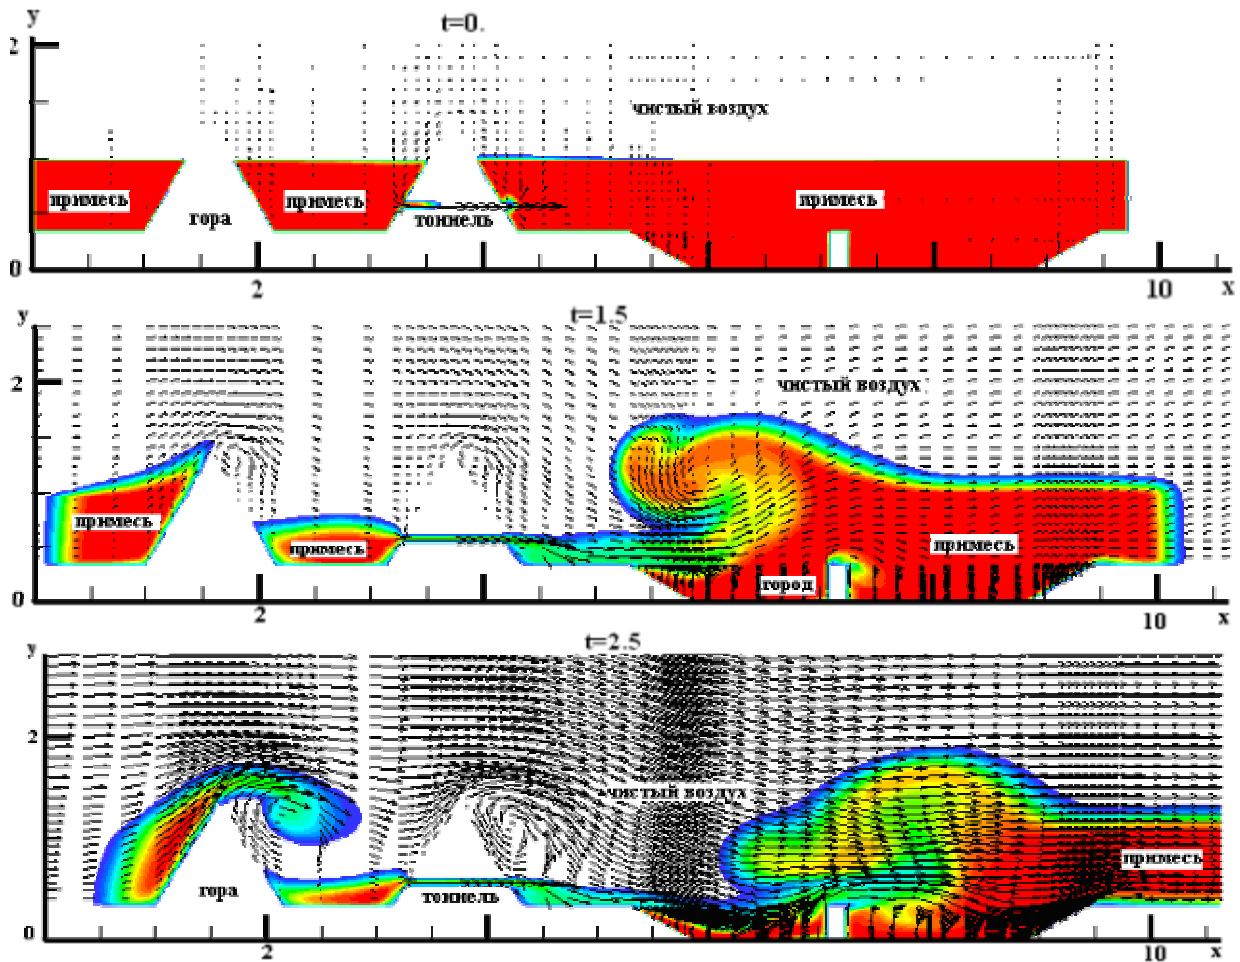 y
t=0.
2
чистый воздух
примесь
примесь
примесь
гора
тоннель
0
2
10
x
y
t=1.5
2
чистый воздух
примесь
примесь
примесь
город
0
2
10
x
y
t=2.5
2
чистый воздух
примесь
гора
тоннель
0
2
10
x